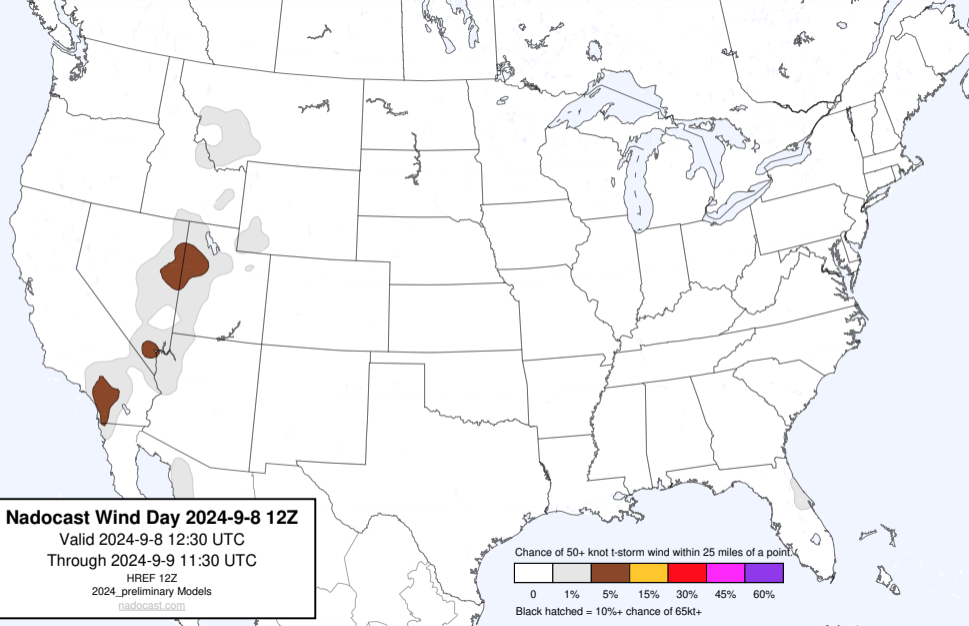 Nadocast Wind Day 2024-9-8 12Z
Valid 2024-9-8 12:30 UTC
Through 2024-9-9 11:30 UTC
HREF 12Z
2024_preliminary Models
nadocast.com
Chance of 50+ knot t-storm wind within 25 miles of a point.
0 1% 5% 15% 30% 45% 60%
Black hatched = 10%+ chance of 65kt+